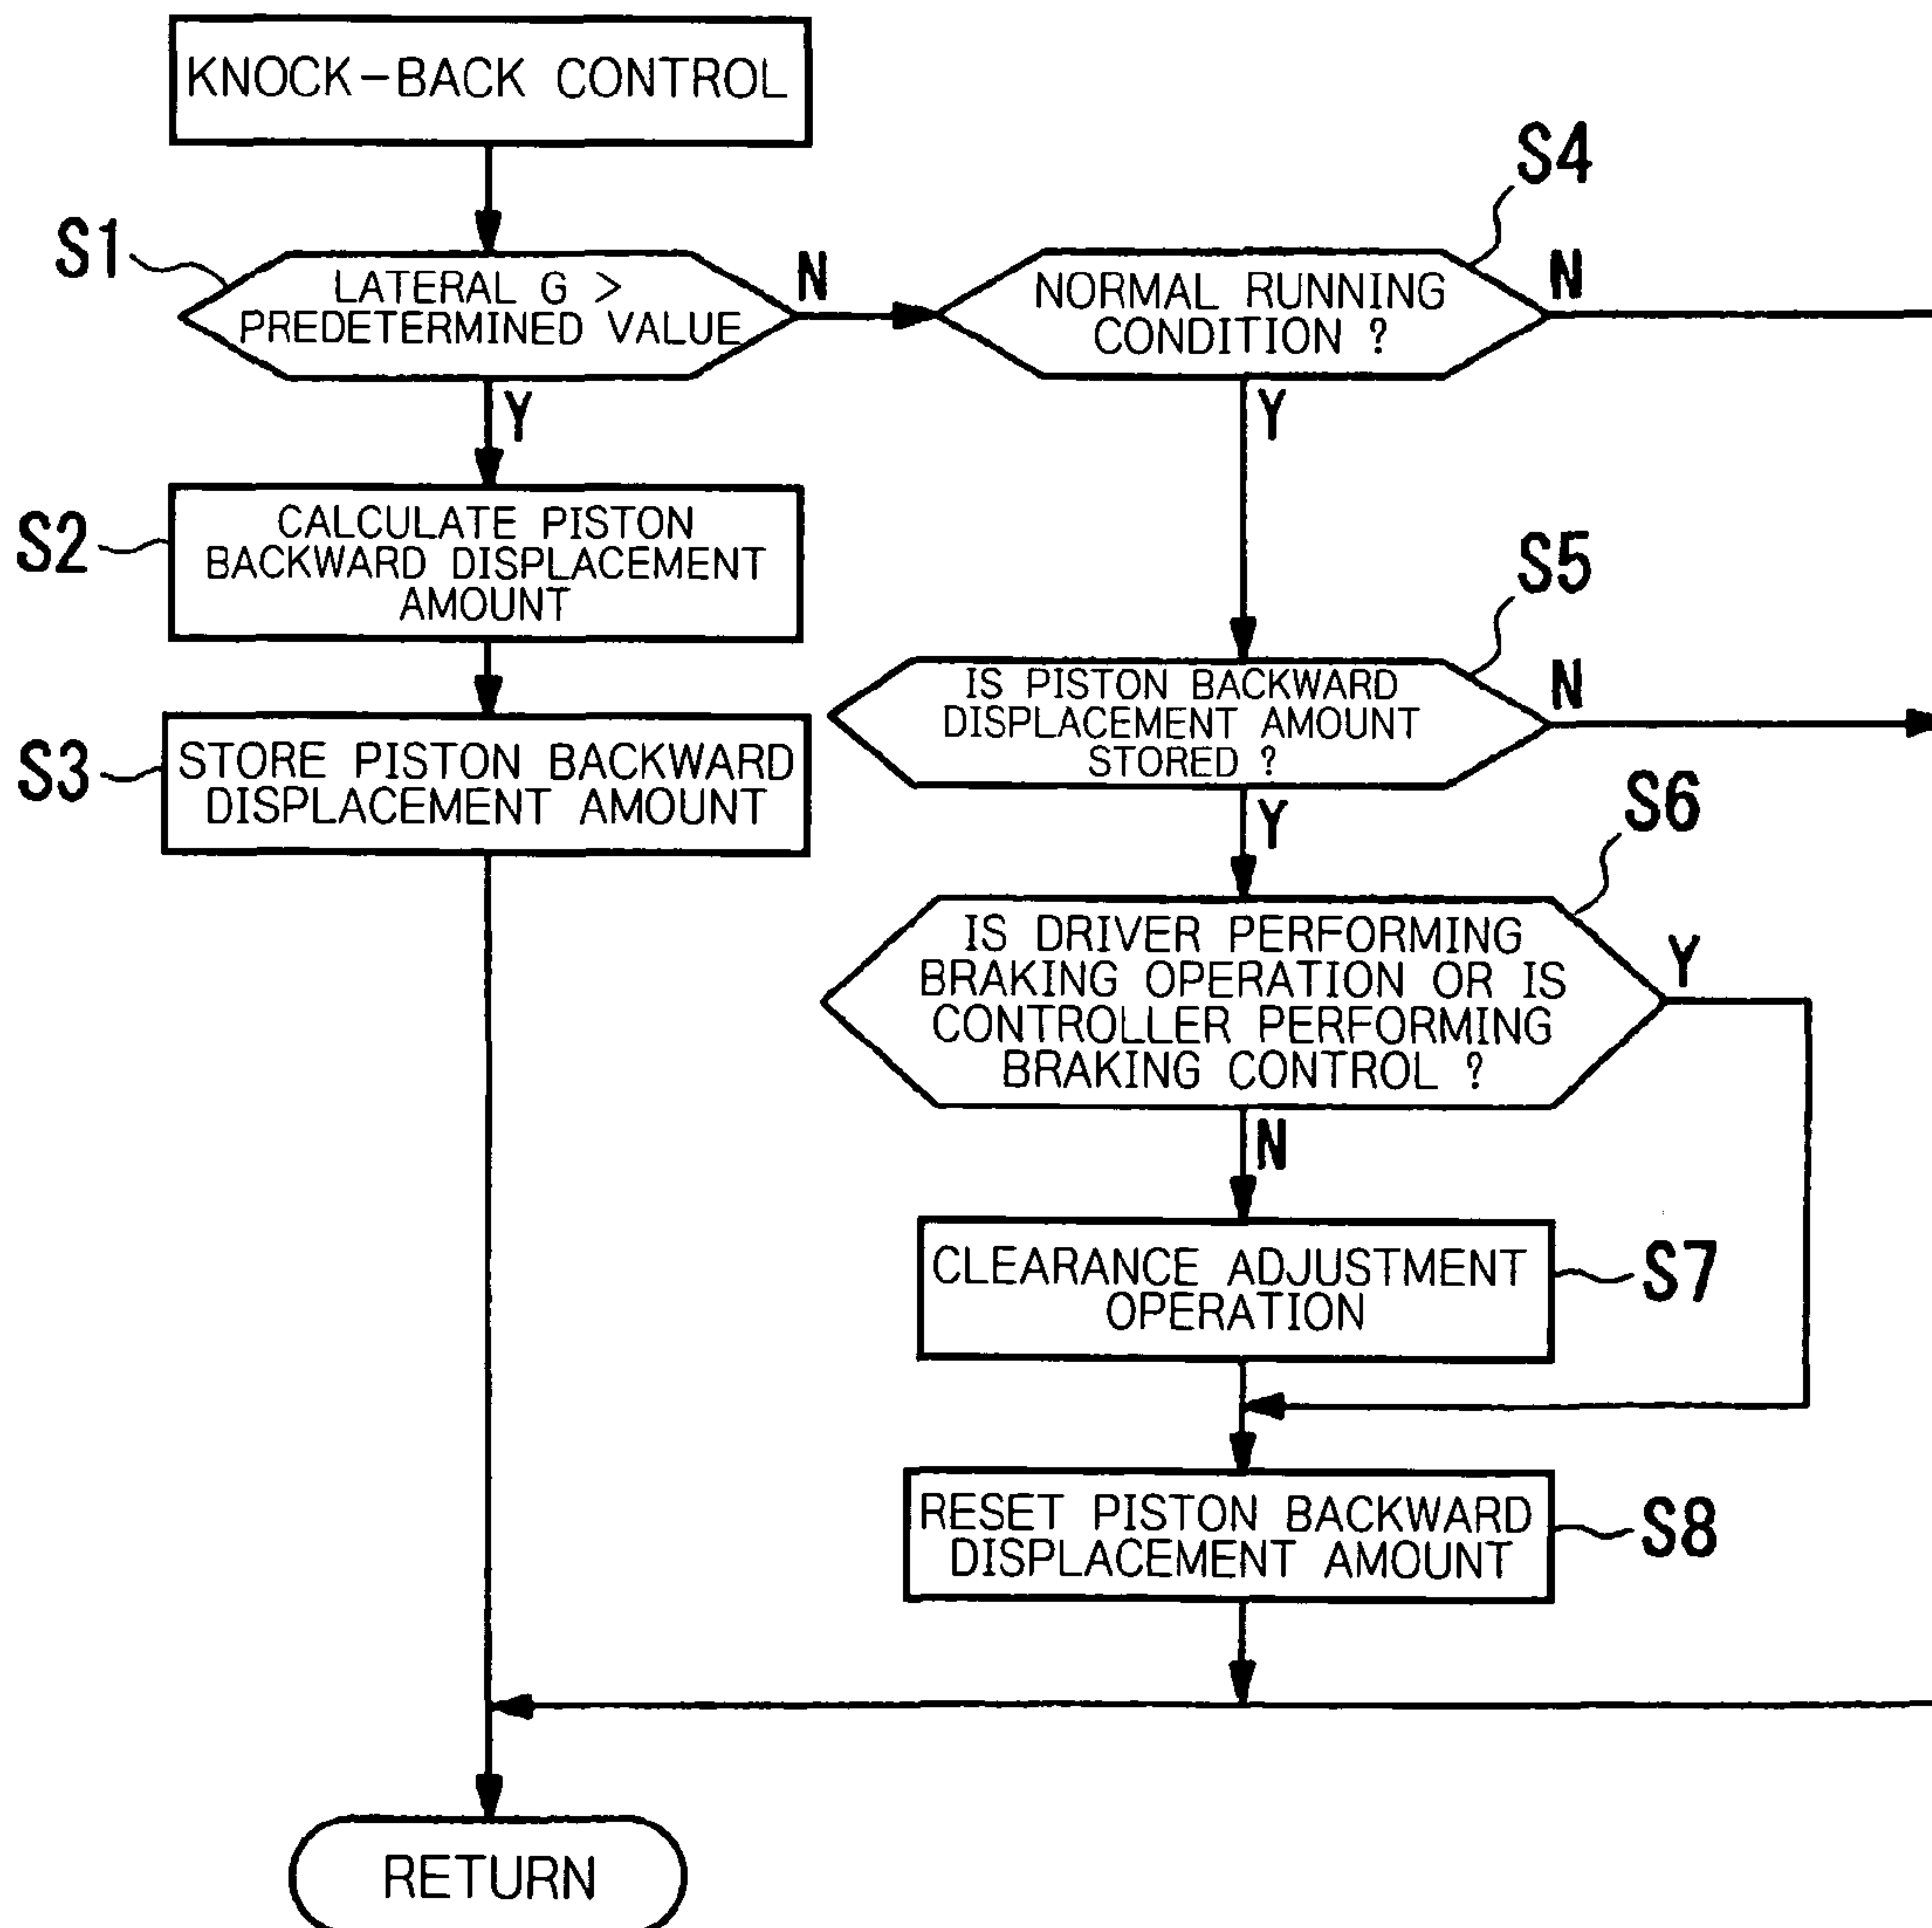 KNOCK-BACK CONTROL
S1
LATERAL G >
PREDETERMINED VALUE
N
Y
S2
CALCULATE PISTON
BACKWARD DISPLACEMENT
AMOUNT
S3
STORE PISTON BACKWARD
DISPLACEMENT AMOUNT
S4
NORMAL RUNNING
CONDITION ?
N
Y
S5
IS PISTON BACKWARD
DISPLACEMENT AMOUNT
STORED ?
N
Y
S6
IS DRIVER PERFORMING
BRAKING OPERATION OR IS
CONTROLLER PERFORMING
BRAKING CONTROL ?
Y
N
CLEARANCE ADJUSTMENT
OPERATION
S7
RESET PISTON BACKWARD
DISPLACEMENT AMOUNT
S8
RETURN